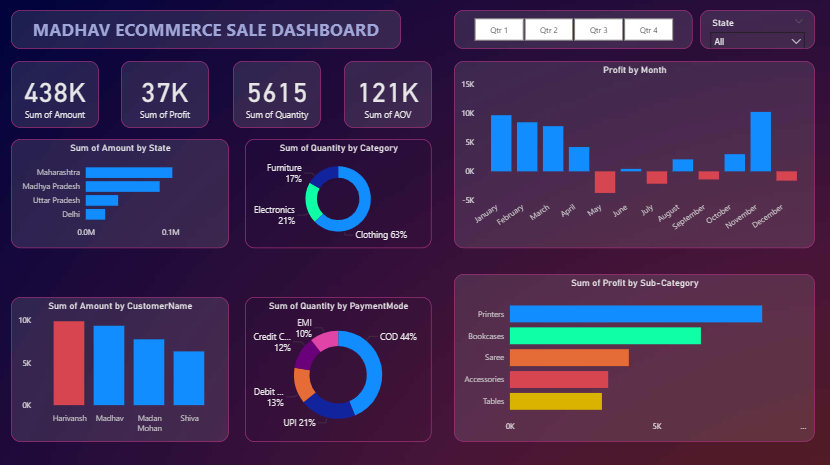 MADHAV ECOMMERCE SALE DASHBOARD
Qtr 1
Qtr 2
Qtr 3
Qtr 4
State
All
438K
Sum of Amount
37K
Sum of Profit
5615
Sum of Quantity
121K
Sum of AOV
Profit by Month
15K
10K
5K
0K
-5K
January
February
March
April
May
June
July
August
September
October
November
December
Sum of Amount by State
Maharashtra
Madhya Pradesh
Uttar Pradesh
Delhi
0.0M
0.1M
Sum of Quantity by Category
Furniture
17%
Electronics
21%
Clothing 63%
Sum of Amount by CustomerName
10K
5K
0K
Harivansh
Madhav
Madan
Mohan
Shiva
Sum of Quantity by PaymentMode
EMI
10%
Credit C...
12%
Debit ...
13%
UPI 21%
COD 44%
Sum of Profit by Sub-Category
Printers
Bookcases
Saree
Accessories
Tables
0K
5K
...